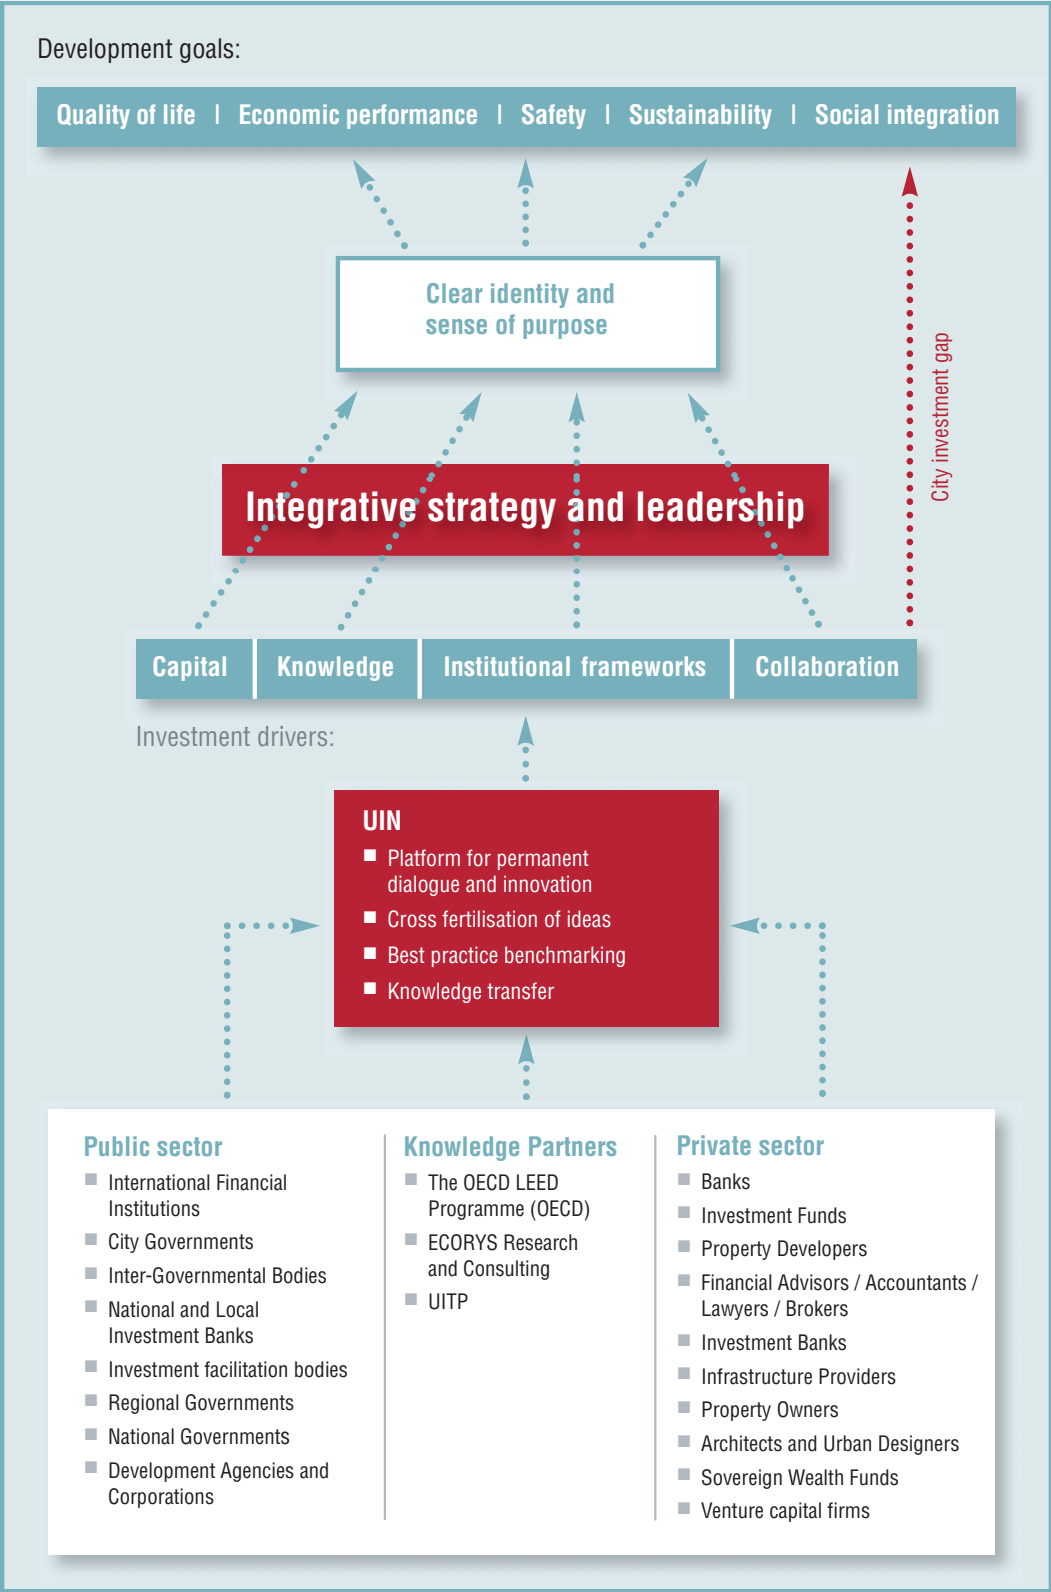 Development goals:
Quality of life | Economic performance | Safety | Sustainability | Social integration
Clear identity and
sense of purpose
City investment gap
Integrative strategy and leadership
Capital
Knowledge
Institutional frameworks
Collaboration
Investment drivers:
UIN
Platform for permanent
dialogue and innovation
Cross fertilisation of ideas
Best practice benchmarking
Knowledge transfer
Public sector
International Financial
Institutions
City Governments
Inter-Governmental Bodies
National and Local
Investment Banks
Investment facilitation bodies
Regional Governments
National Governments
Development Agencies and
Corporations
Knowledge Partners
The OECD LEED
Programme (OECD)
ECORYS Research
and Consulting
UITP
Private sector
Banks
Investment Funds
Property Developers
Financial Advisors / Accountants /
Lawyers / Brokers
Investment Banks
Infrastructure Providers
Property Owners
Architects and Urban Designers
Sovereign Wealth Funds
Venture capital firms